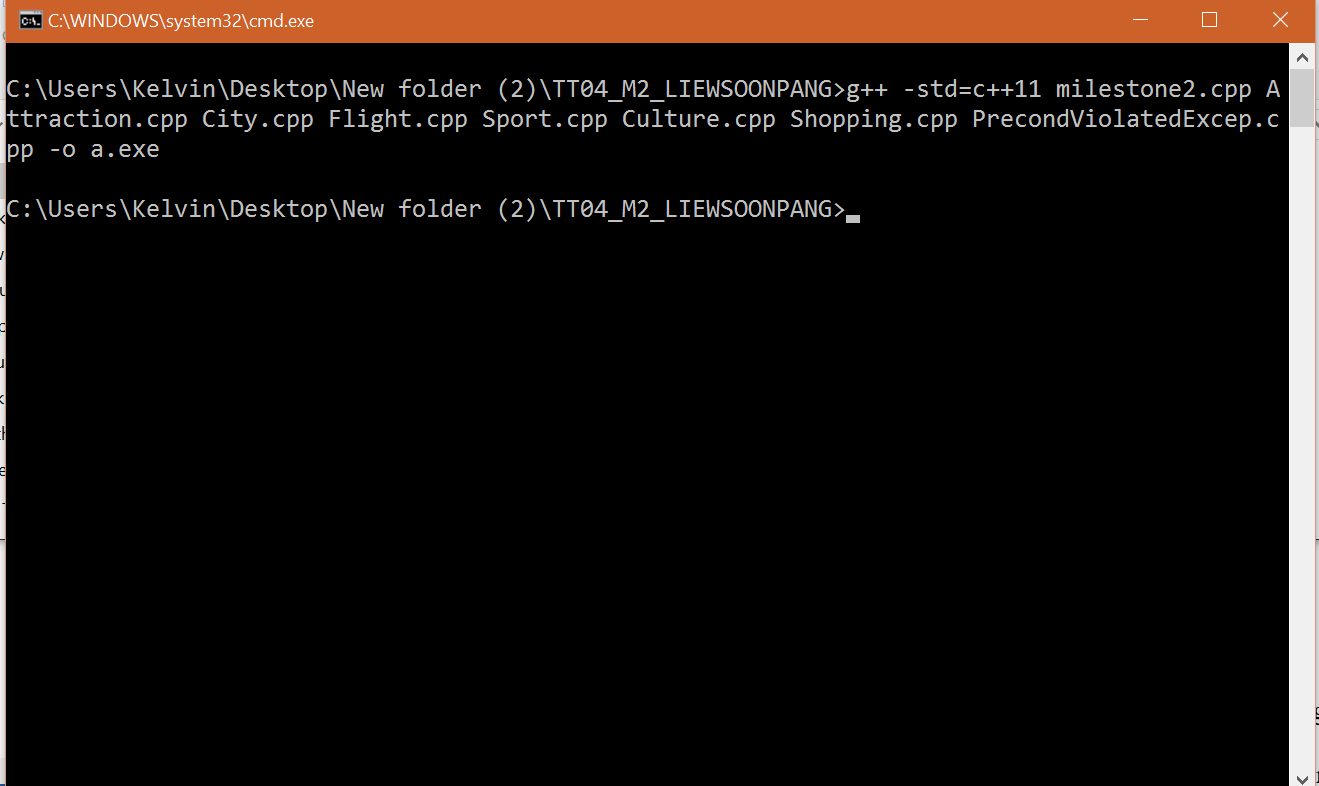 C:\WINDOWS\system32\cmd.exe
C:\Users\Kelvin\Desktop\New folder (2)\TT04_M2_LIEWSOONPANG>g++ -std=c++11 milestone2.cpp A
ttraction.cpp City.cpp Flight.cpp Sport.cpp Culture.cpp Shopping.cpp PrecondViolatedExcep.c
pp -o a.exe
C:\Users\Kelvin\Desktop\New folder (2)\TT04_M2_LIEWSOONPANG>